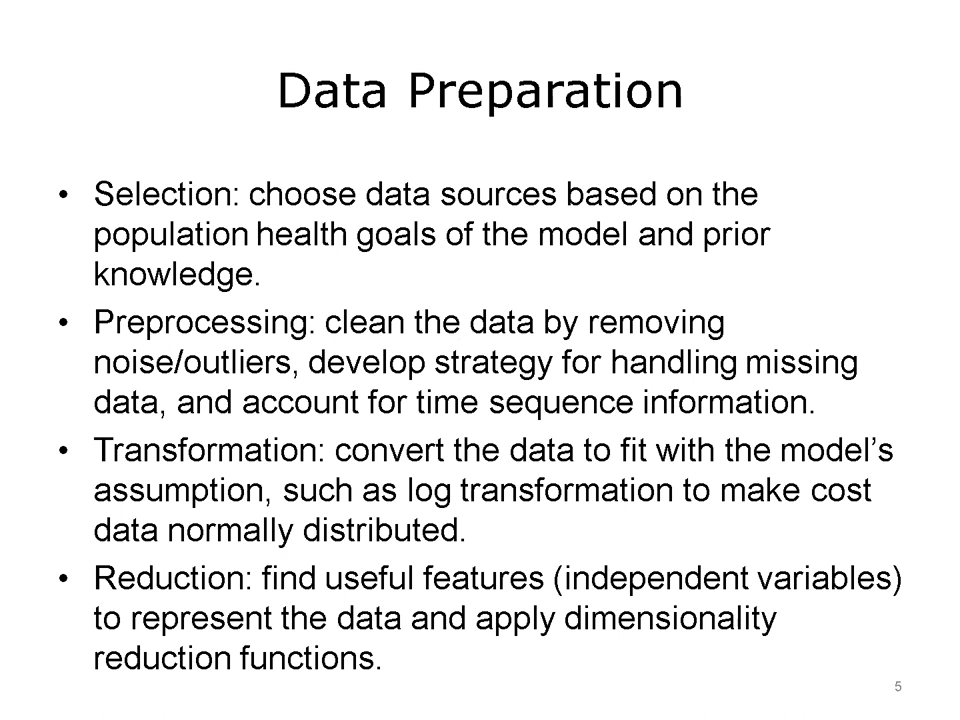 Data Preparation
• Selection: choose data sources based on the
population health goals of the model and prior
knowledge.
• Preprocessing: clean the data by removing
noise/outliers, develop strategy for handling missing
data, and account for time sequence information.
• Transformation: convert the data to fit with the model’s
assumption, such as log transformation to make cost
data normally distributed.
• Reduction: find useful features (independent variables)
to represent the data and apply dimensionality
reduction functions.
5